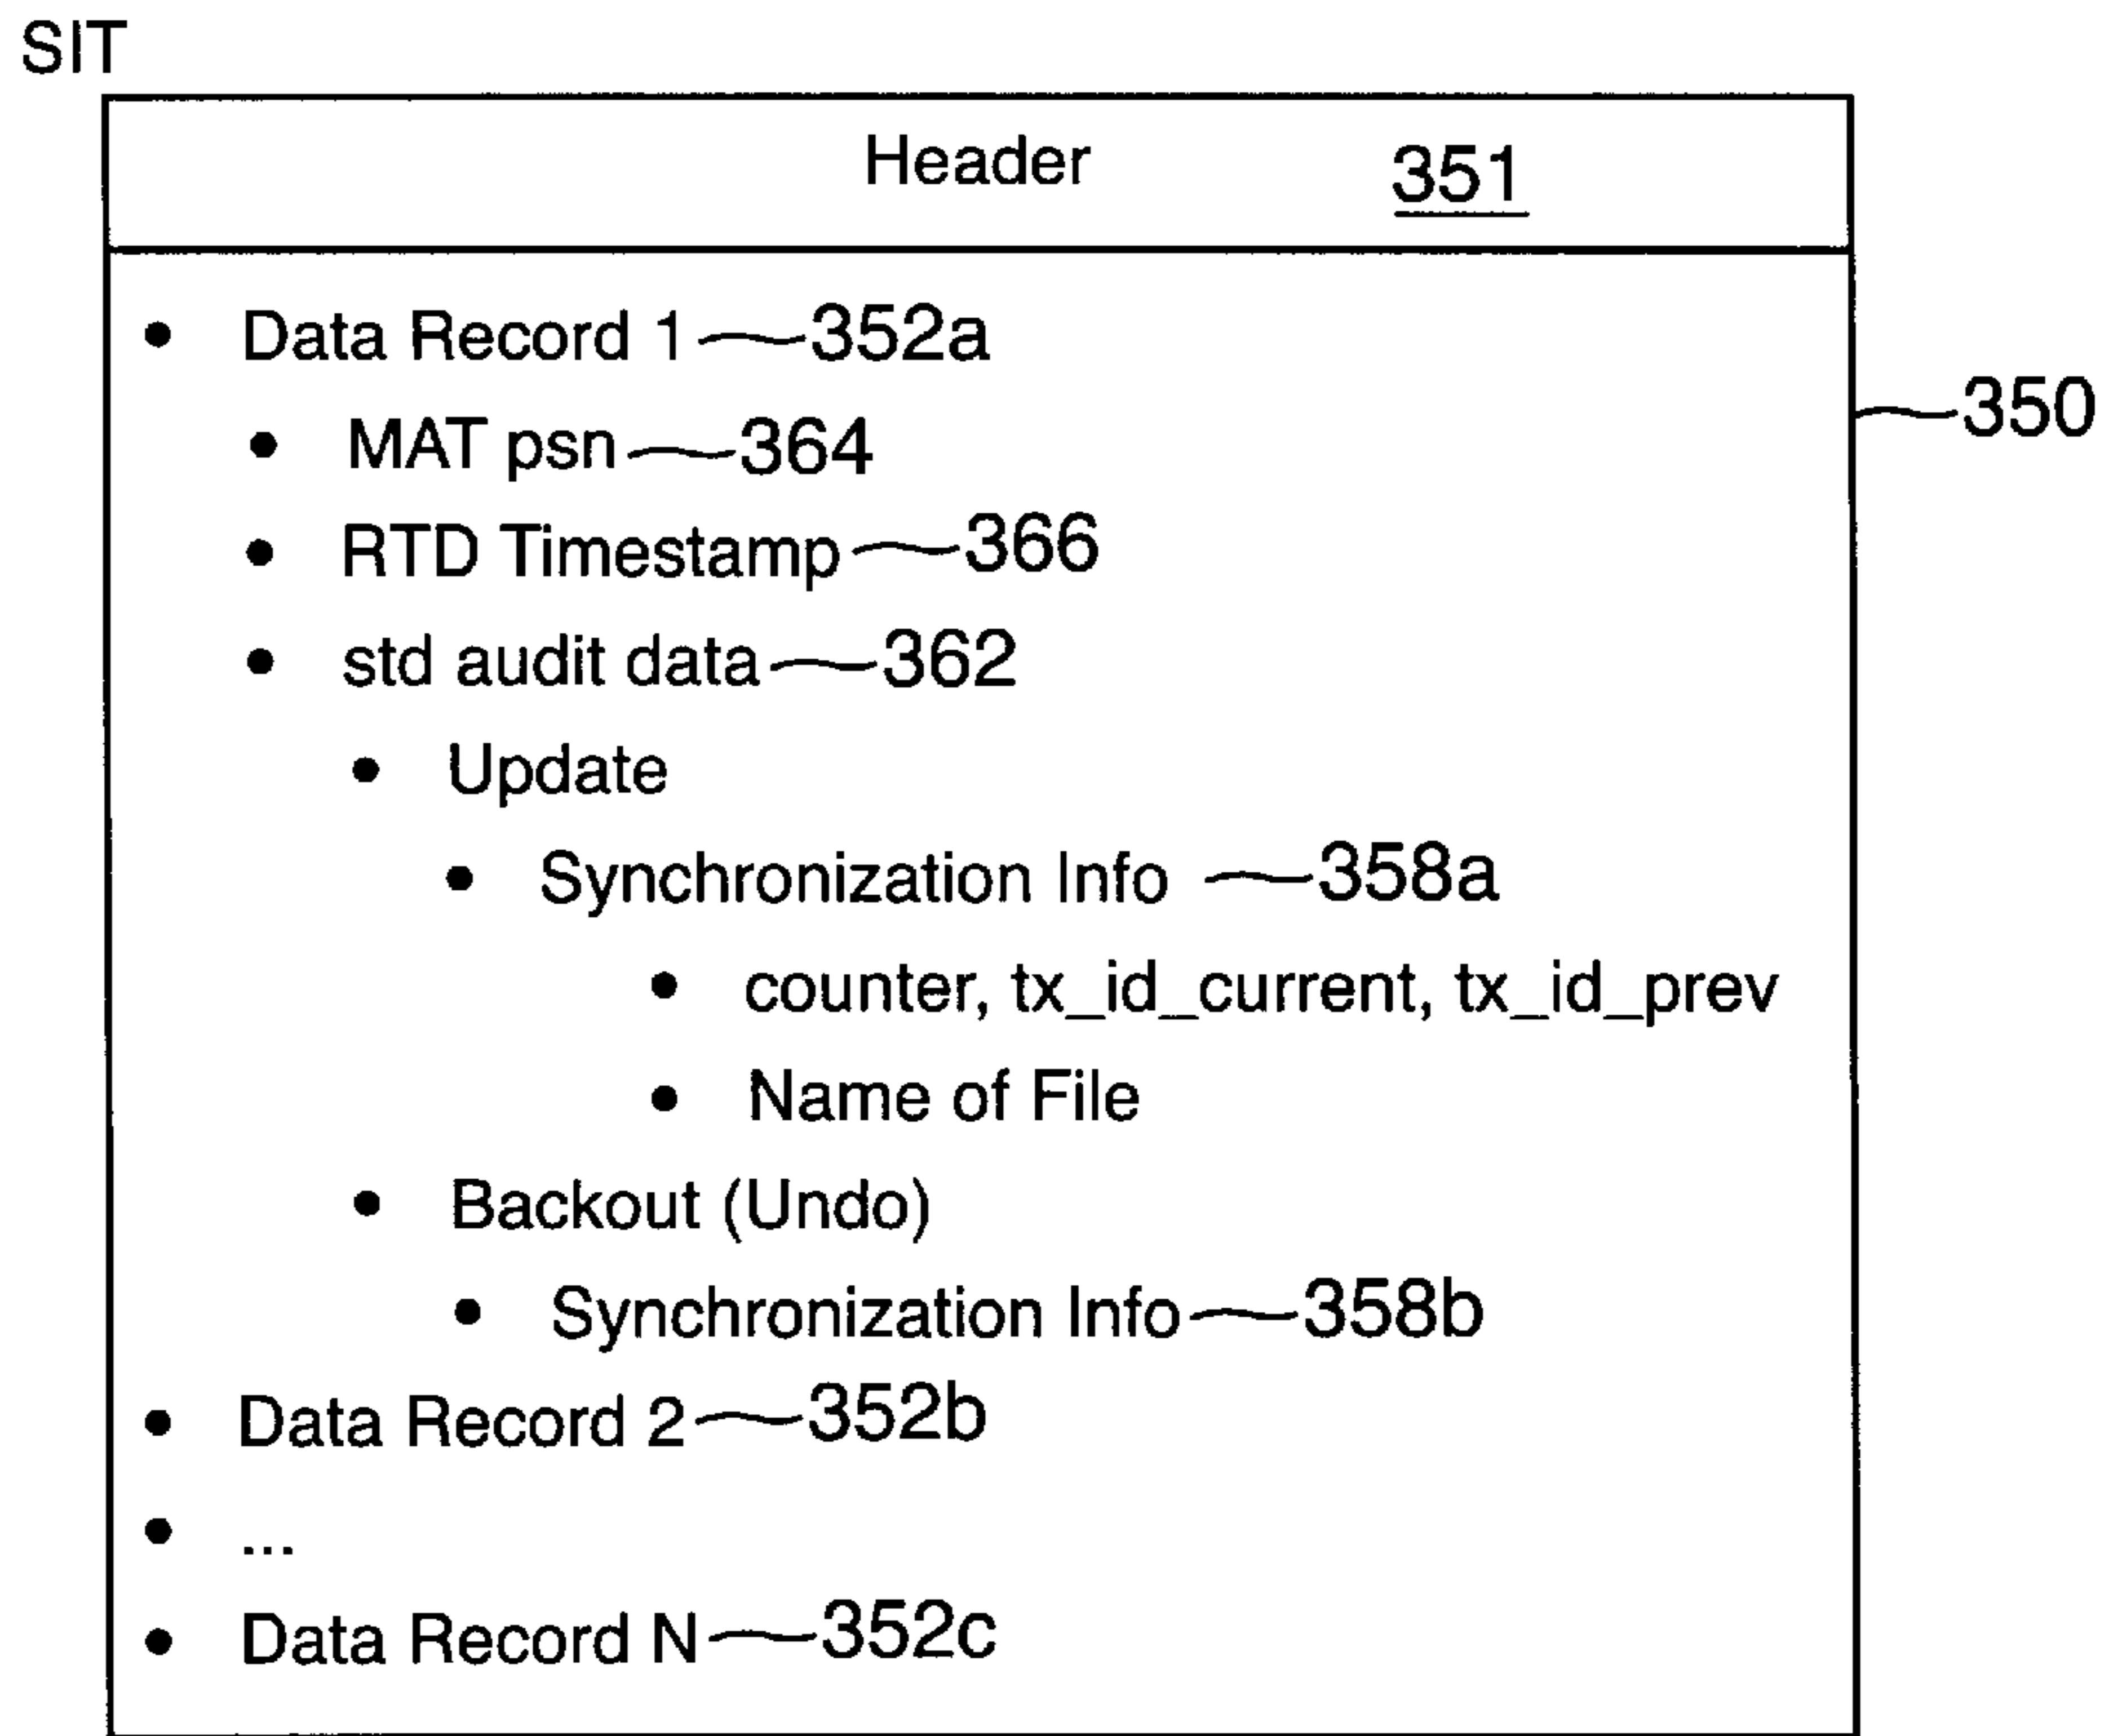 SIT
Header 351
• Data Record 1 352a
• MAT psn 364
350
• RTD Timestamp 366
• std audit data 362
• Update
• Synchronization Info 358a
• counter, tx_id_current, tx_id_prev
• Name of File
• Backout (Undo)
• Synchronization Info 358b
• Data Record 2 352b
• ...
• Data Record N 352c